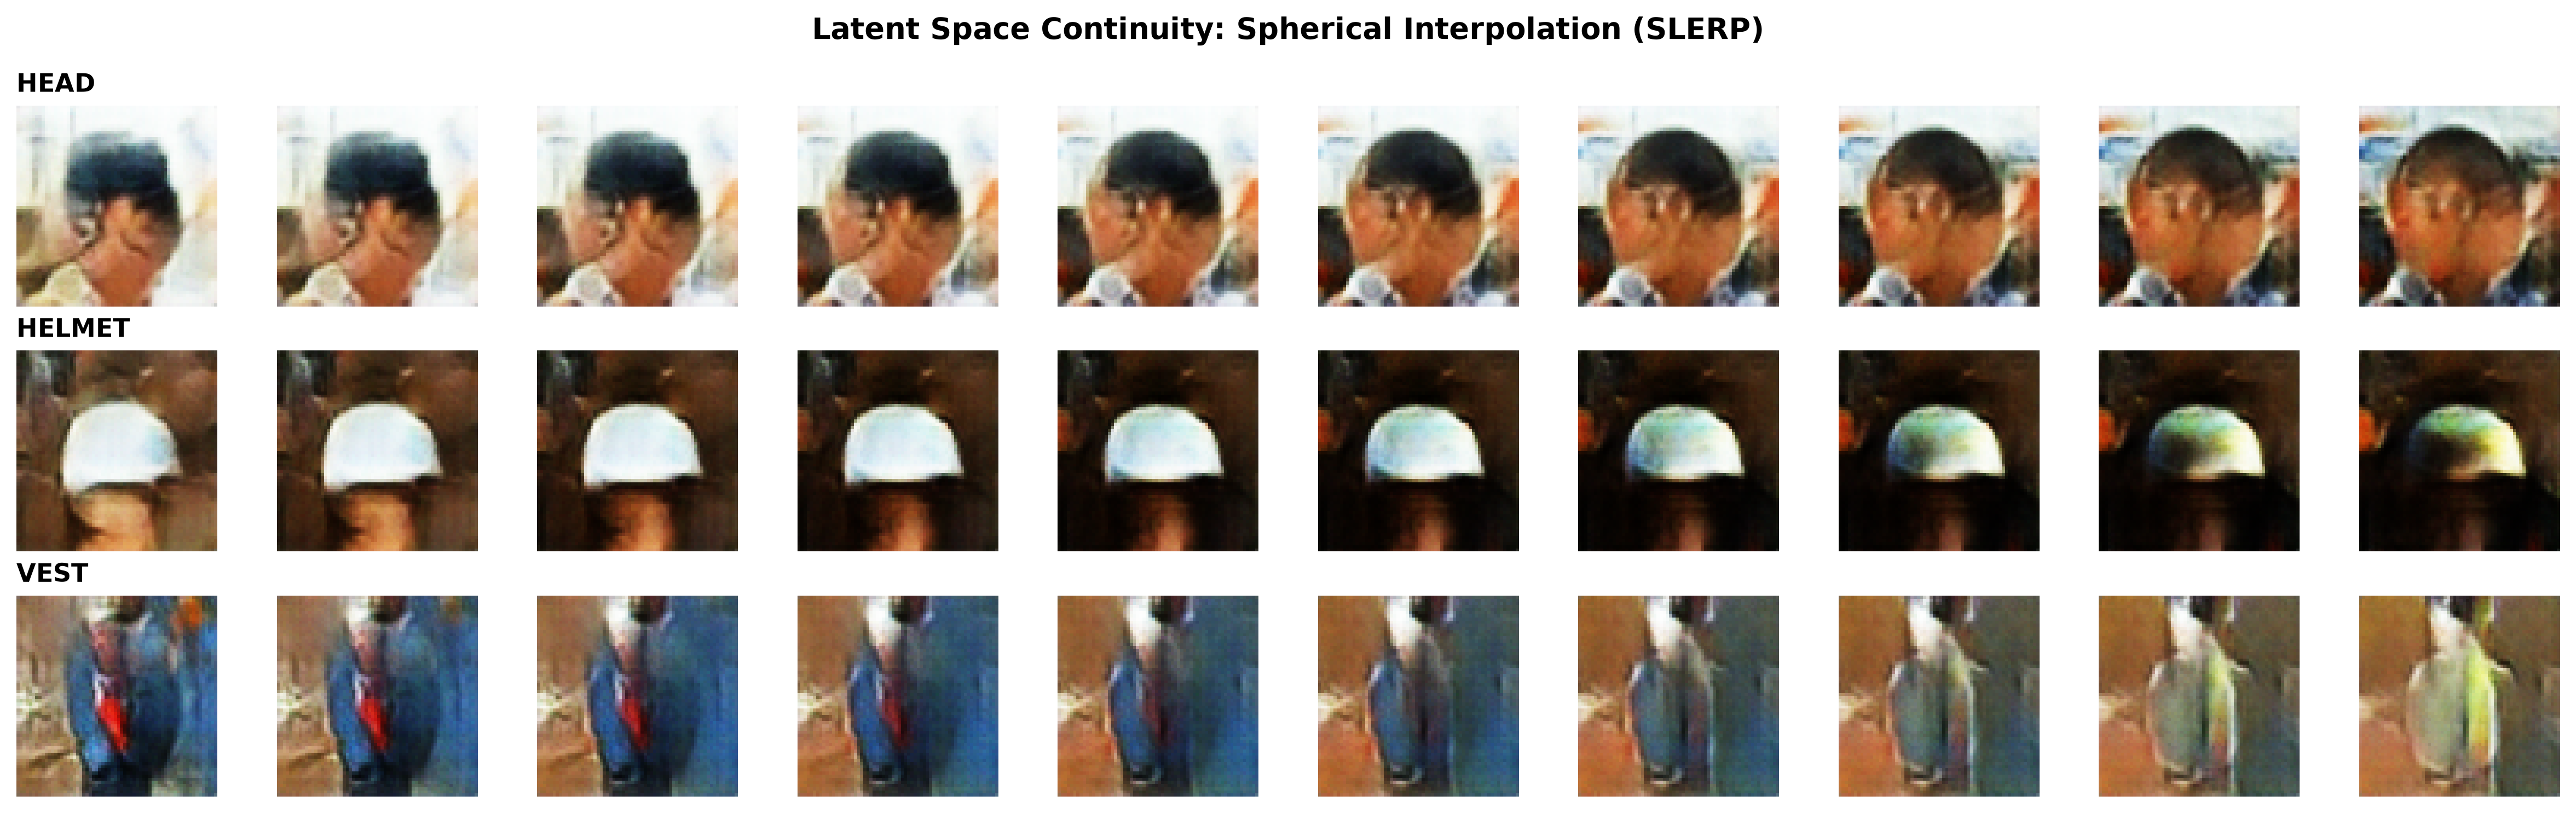 Latent Space Continuity: Spherical Interpolation (SLERP)
HEAD
HELMET
VEST